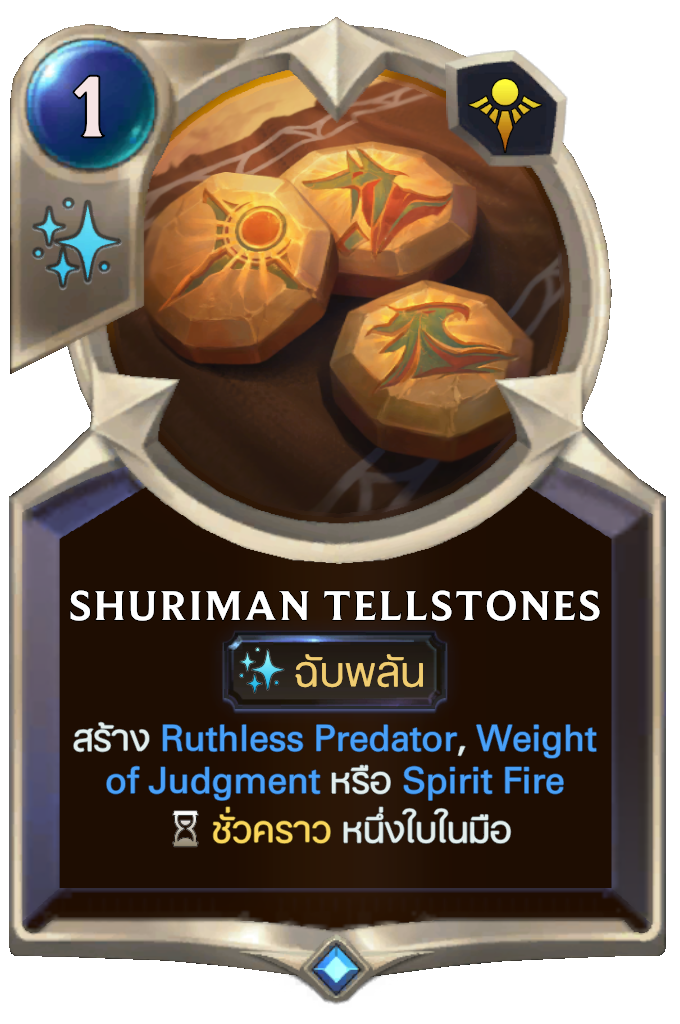 1
SHURIMAN TELLSTONES
ฉับพลัน
สร้าง Ruthless Predator, Weight
of Judgment หรือ Spirit Fire
ชั่วคราว หนึ่งใบในมือ